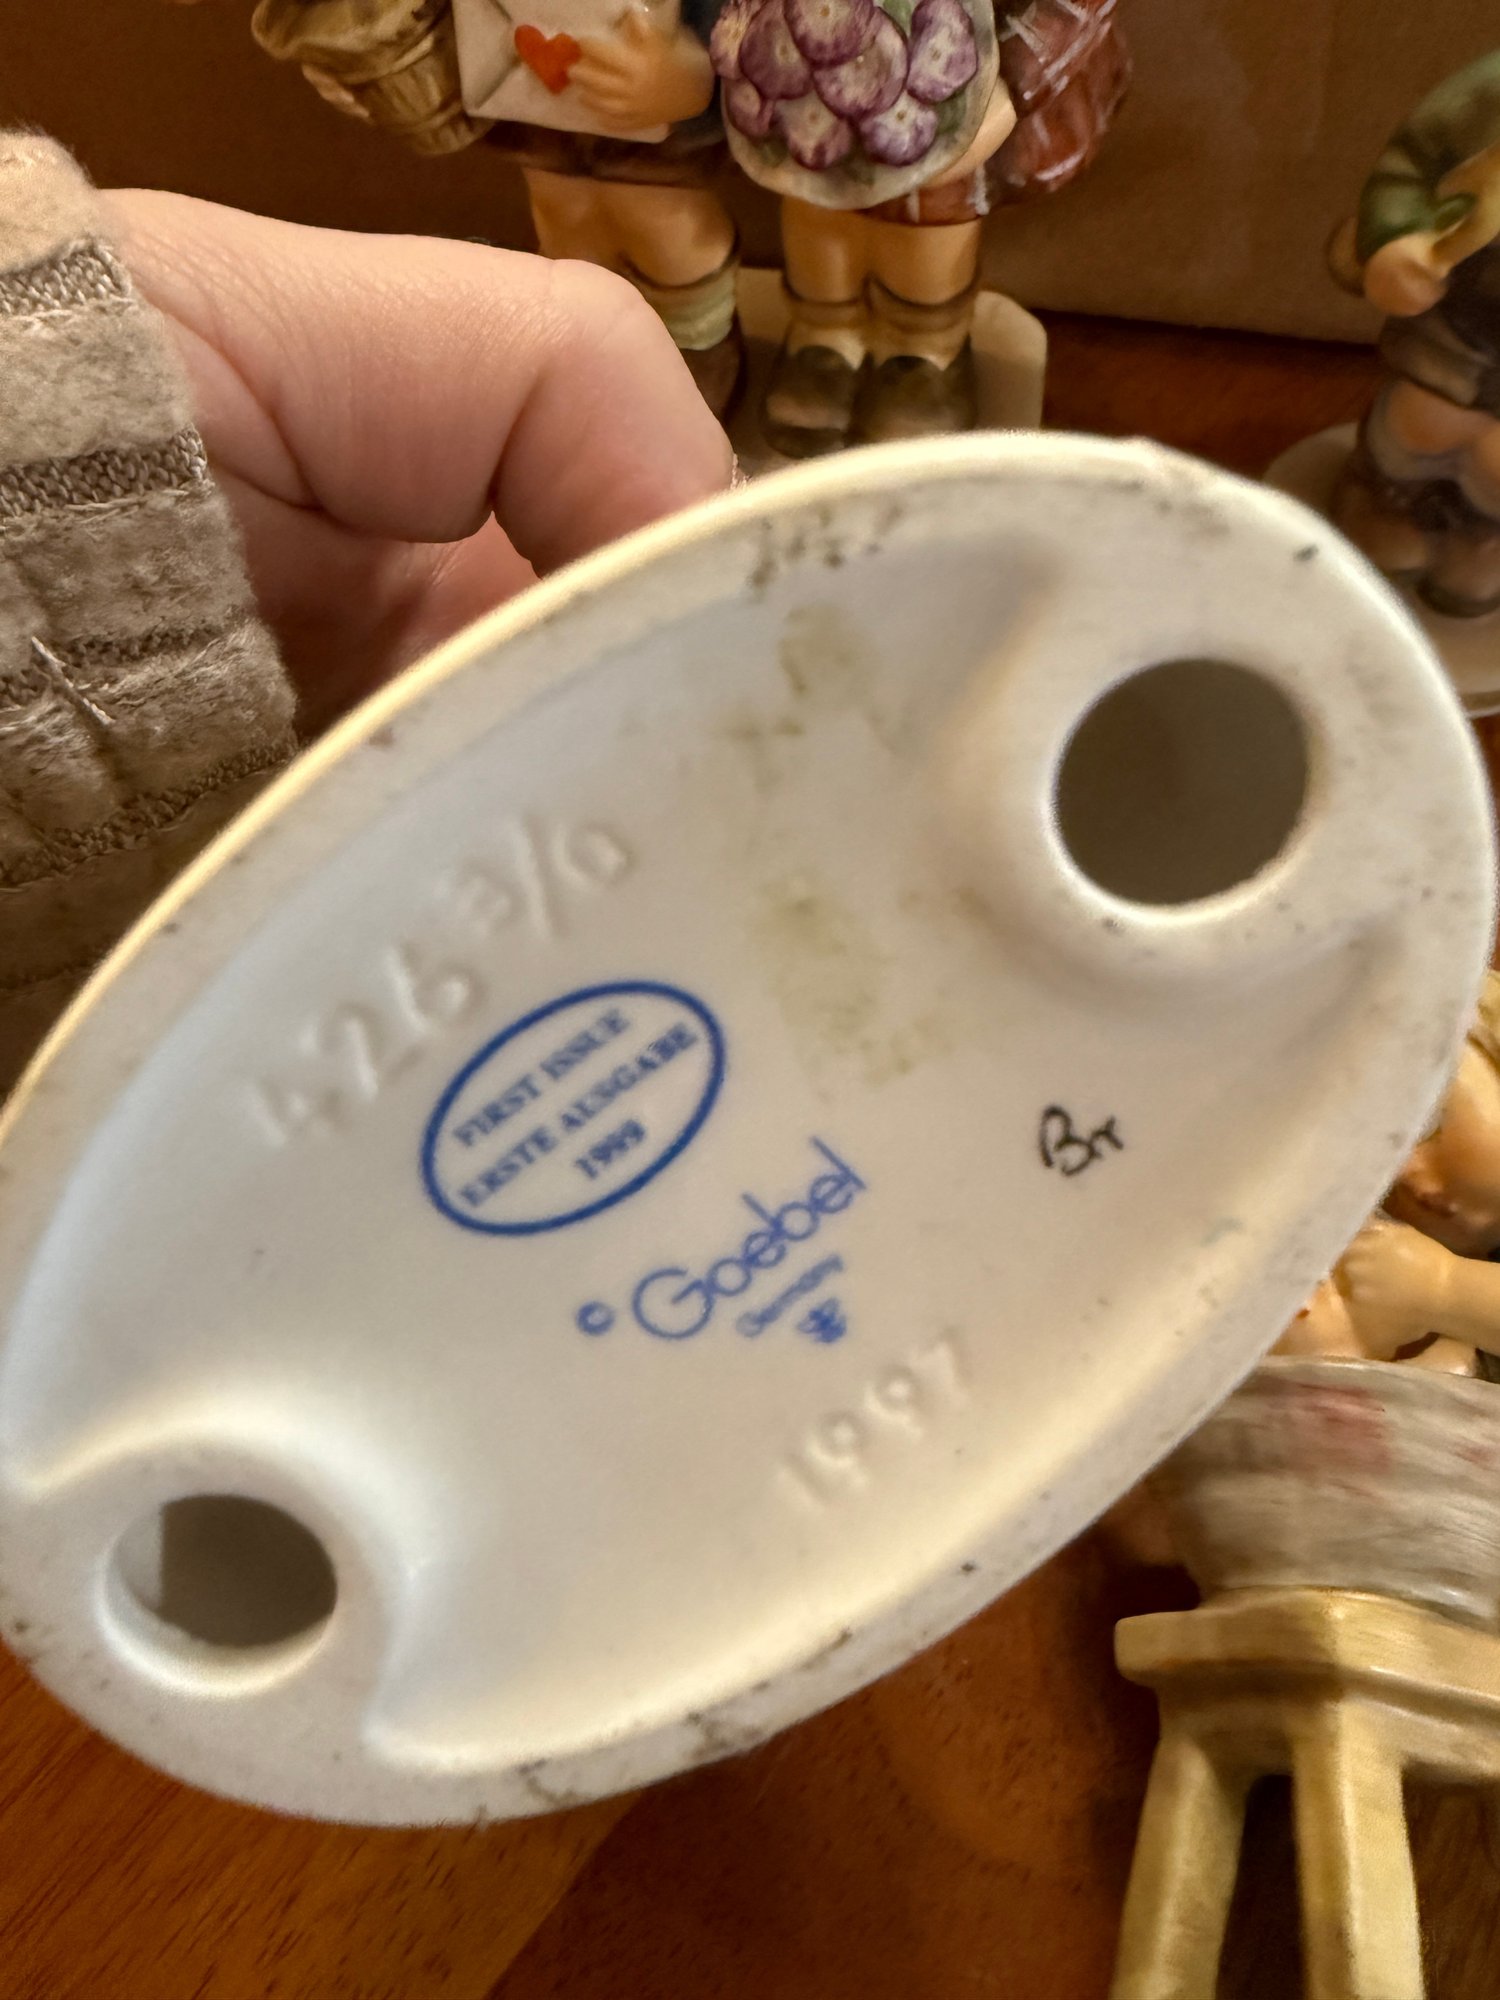 426 3/0
FIRST ISSUE
ERSTE AUSGABE
1999
© Goebel
Germany
1997
Br